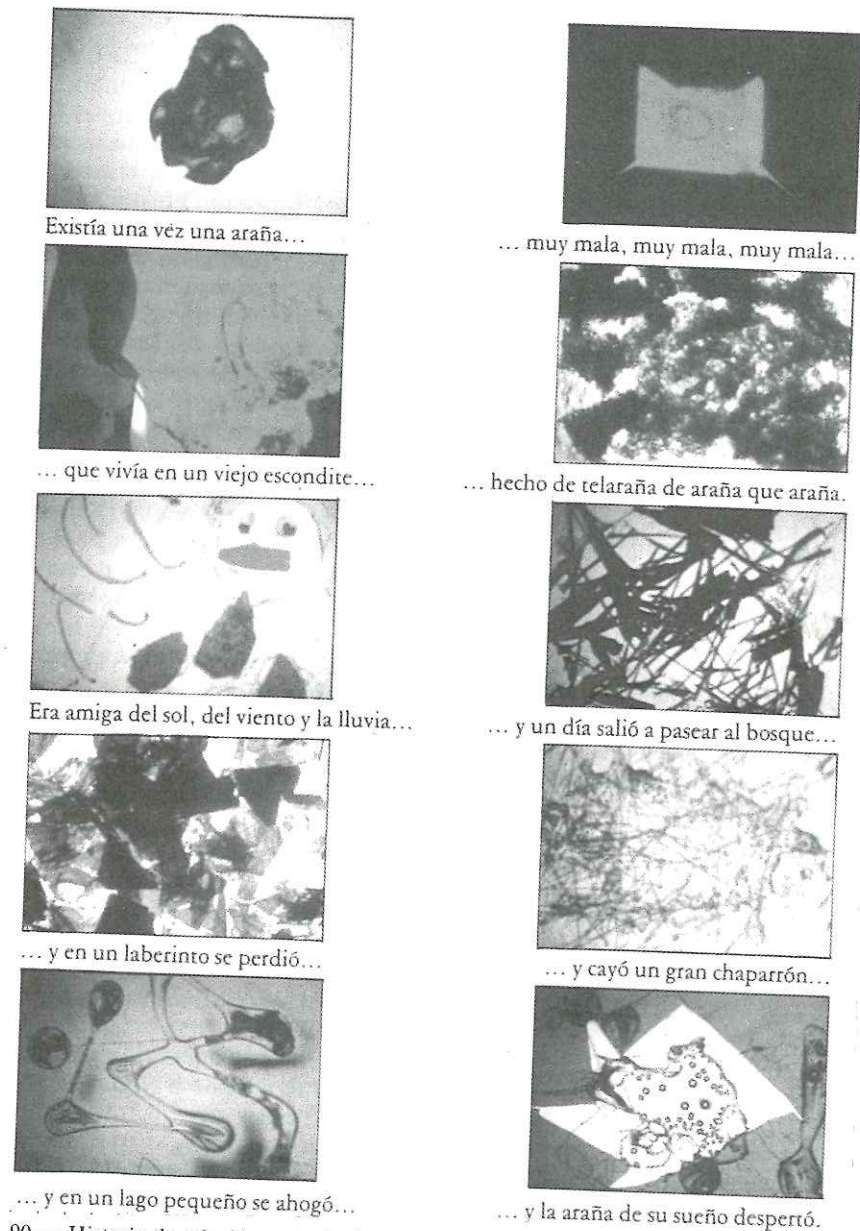 Existía una vez una araña...
... muy mala, muy mala, muy mala...
... que vivía en un viejo escondite...
... hecho de telaraña de araña que araña.
Era amiga del sol, del viento y la lluvia...
... y un día salió a pasear al bosque...
... y en un laberinto se perdió...
... y cayó un gran chaparrón...
... y en un lago pequeño se ahogó...
... y la araña de su sueño despertó.